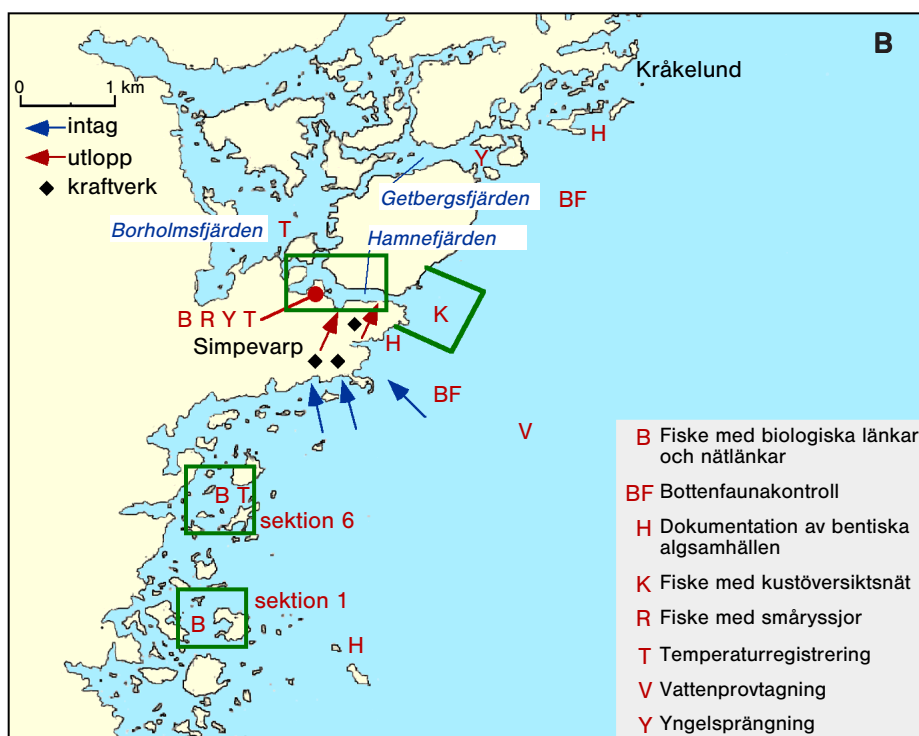 B
Kråkelund
0 1 km
intag
utlopp
kraftverk
H
Y
Getbergsfjärden
BF
Borholmsfjärden
T
Hamnefjärden
K
B R Y T
Simpevarp
H
BF
V
B T
sektion 6
sektion 1
B
H
B Fiske med biologiska länkar
och nätlänkar
BF Bottenfaunakontroll
H Dokumentation av bentiska
algsamhällen
K Fiske med kustöversiktsnät
R Fiske med småryssjor
T Temperaturregistrering
V Vattenprovtagning
Y Yngelsprängning